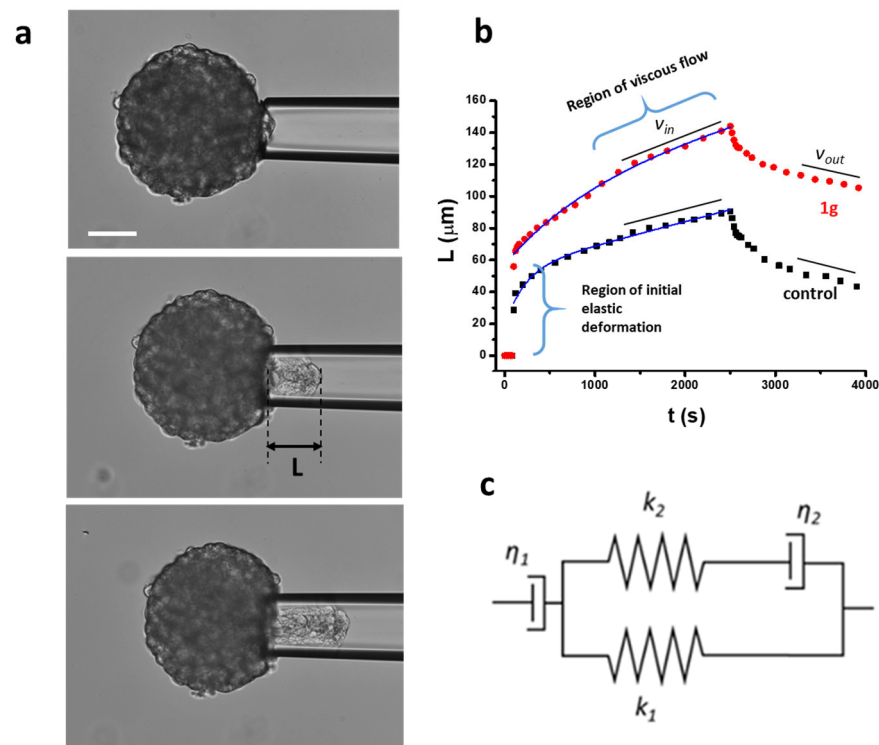 a
L
b
Region of viscous flow
v_in
v_out
160
140
120
100
80
60
40
20
0
L (µm)
1g
control
Region of initial
elastic
deformation
0
1000
2000
3000
4000
t (s)
c
k₂
η₂
η₁
k₁